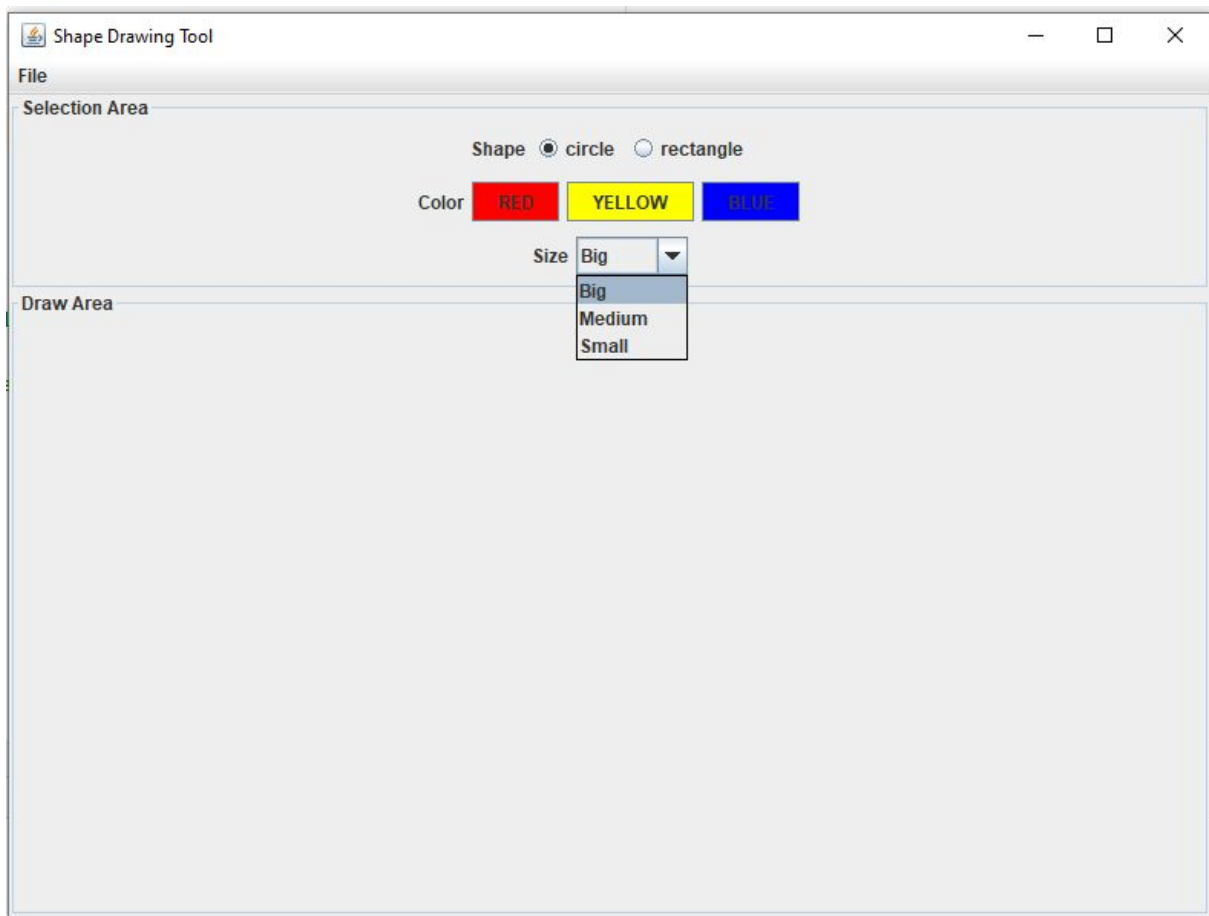 Shape Drawing Tool
File
Selection Area
Shape circle rectangle
Color RED YELLOW BLUE
Size Big
Big
Medium
Small
Draw Area